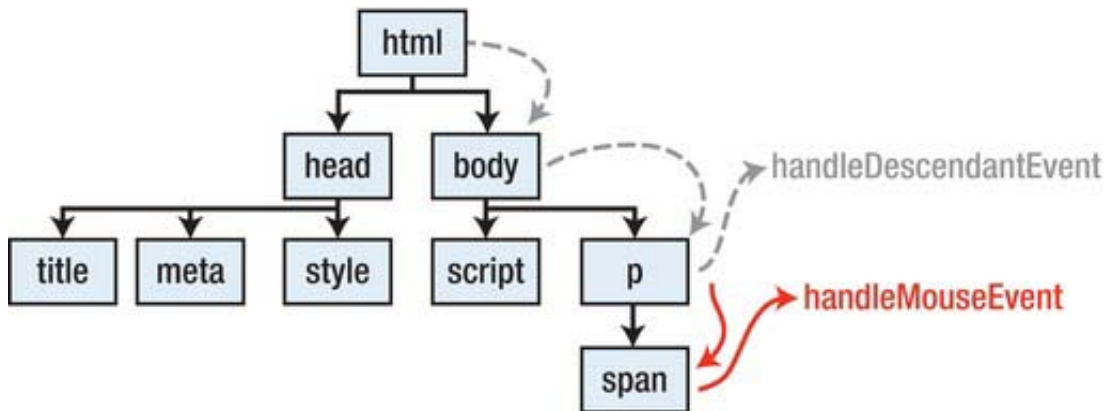 html
head
body
handleDescendantEvent
title
meta
style
script
p
handleMouseEvent
span